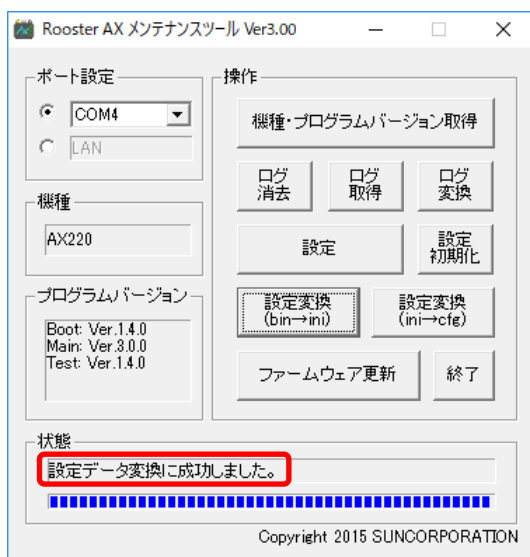 Rooster AX メンテナンスツール Ver3.00
ポート設定
COM4
LAN
機種
AX220
プログラムバージョン
Boot: Ver.1.4.0
Main: Ver.3.0.0
Test: Ver.1.4.0
操作
機種・プログラムバージョン取得
ログ
消去
ログ
取得
ログ
変換
設定
設定
初期化
設定変換
(bin→ini)
設定変換
(ini→cfg)
ファームウェア更新
終了
状態
設定データ変換に成功しました。
Copyright 2015 SUNCORPORATION